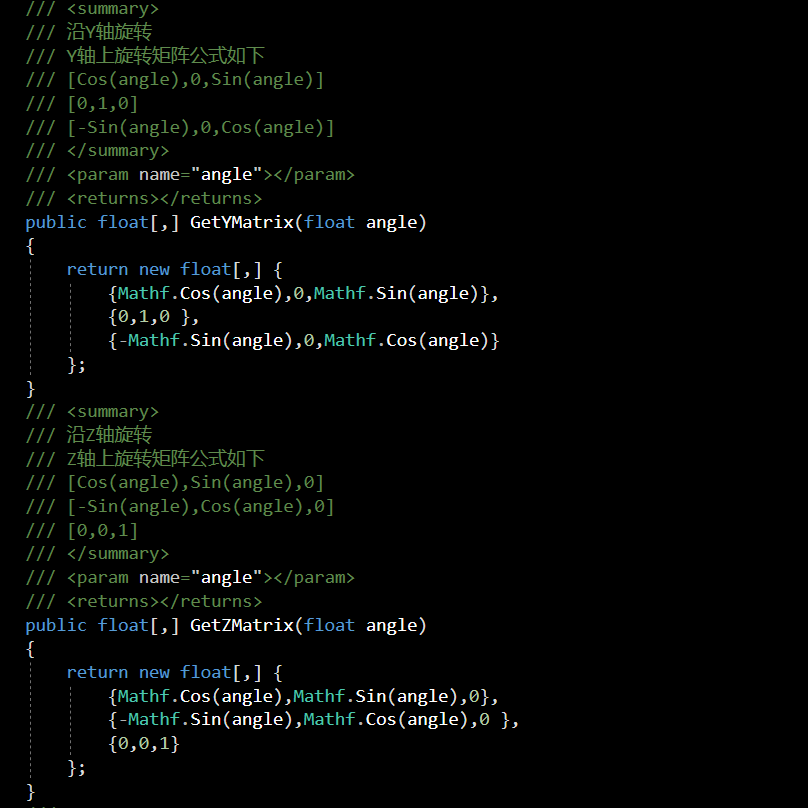 /// <summary>
/// 沿Y轴旋转
/// Y轴上旋转矩阵公式如下
/// [Cos(angle),0,Sin(angle)]
/// [0,1,0]
/// [-Sin(angle),0,Cos(angle)]
/// </summary>
/// <param name="angle"></param>
/// <returns></returns>
public float[,] GetYMatrix(float angle)
{
    return new float[,] {
        {Mathf.Cos(angle),0,Mathf.Sin(angle)},
        {0,1,0 },
        {-Mathf.Sin(angle),0,Mathf.Cos(angle)}
    };
}
/// <summary>
/// 沿Z轴旋转
/// Z轴上旋转矩阵公式如下
/// [Cos(angle),Sin(angle),0]
/// [-Sin(angle),Cos(angle),0]
/// [0,0,1]
/// </summary>
/// <param name="angle"></param>
/// <returns></returns>
public float[,] GetZMatrix(float angle)
{
    return new float[,] {
        {Mathf.Cos(angle),Mathf.Sin(angle),0},
        {-Mathf.Sin(angle),Mathf.Cos(angle),0 },
        {0,0,1}
    };
}